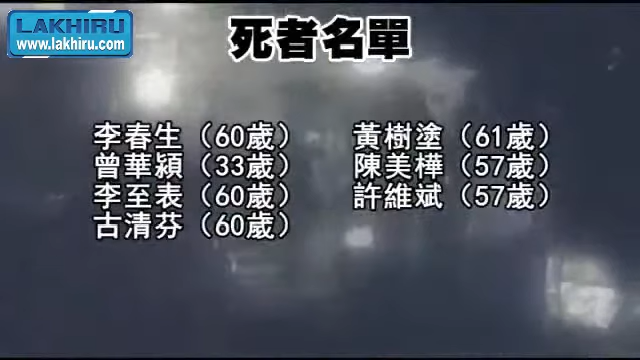 LAKHIRU
www.lakhiru.com
死者名單
李春生（60歲）
曾華潁（33歲）
李至表（60歲）
古清芬（60歲）
黃樹塗（61歲）
陳美樺（57歲）
許維斌（57歲）